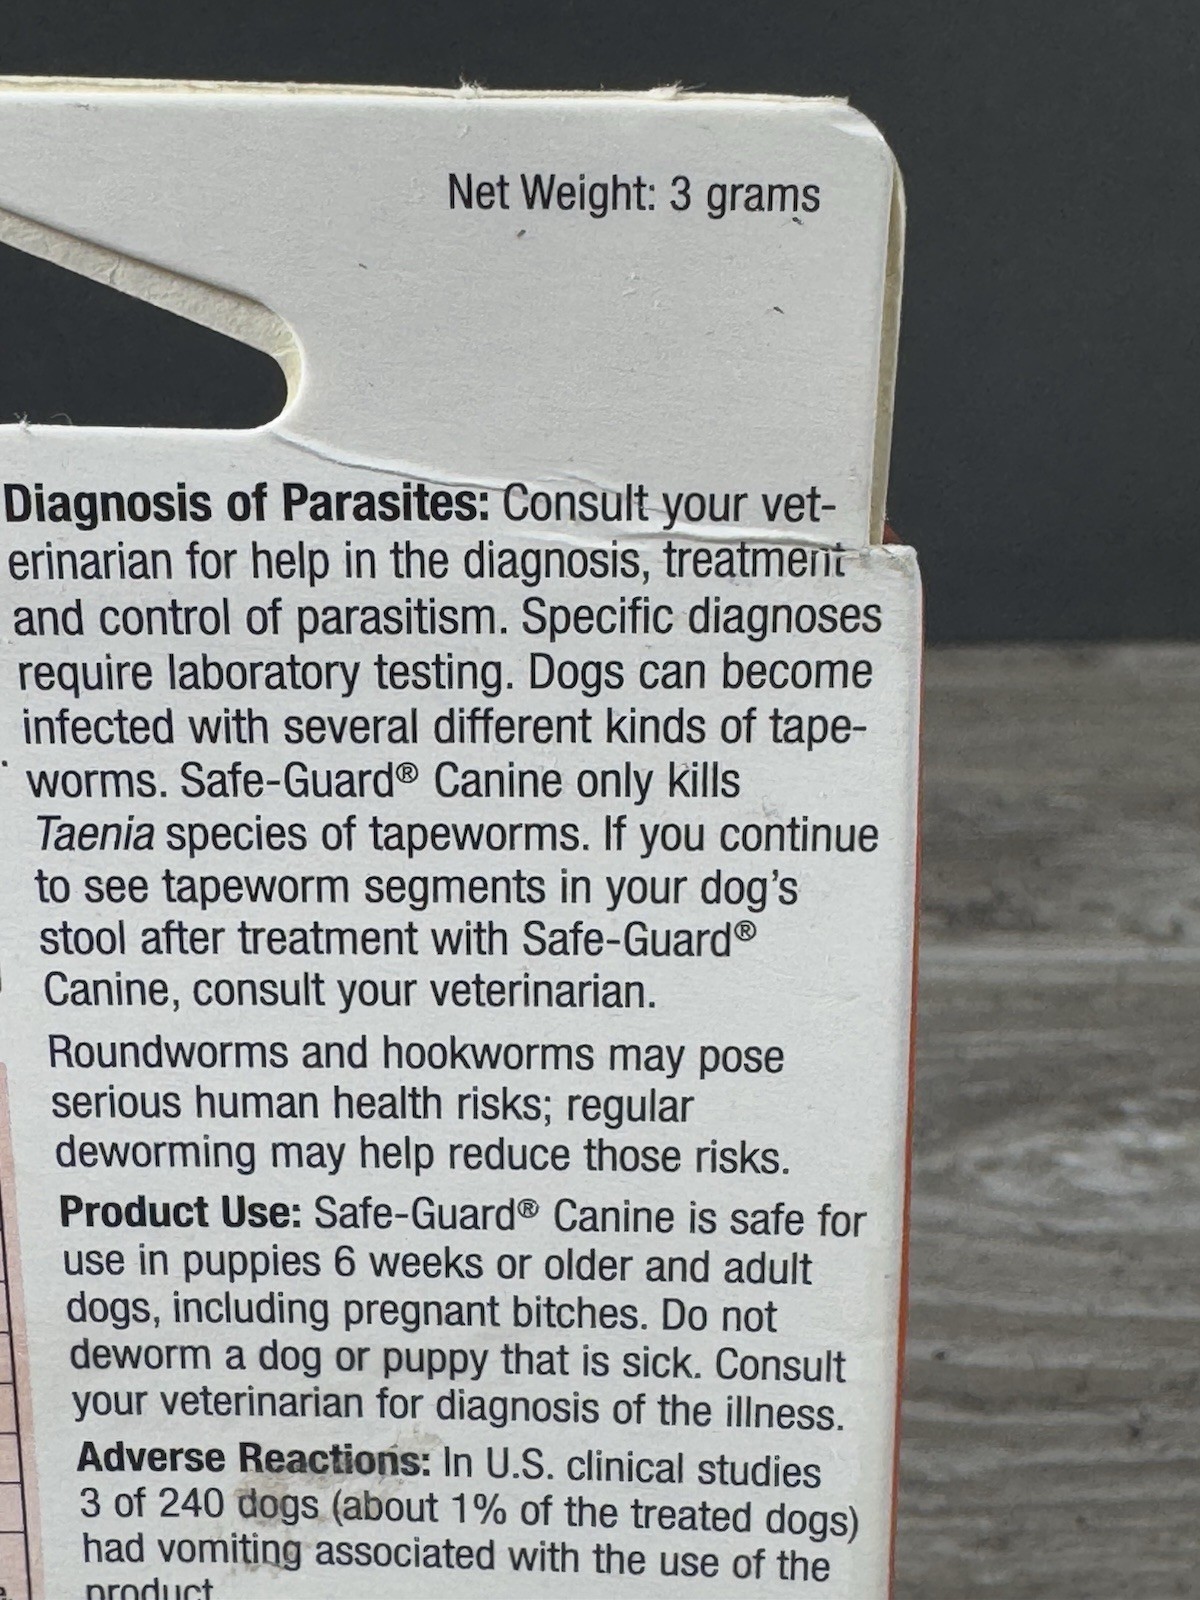 Net Weight: 3 grams
Diagnosis of Parasites: Consult your vet-
erinarian for help in the diagnosis, treatment
and control of parasitism. Specific diagnoses
require laboratory testing. Dogs can become
infected with several different kinds of tape-
worms. Safe-Guard® Canine only kills
Taenia species of tapeworms. If you continue
to see tapeworm segments in your dog's
stool after treatment with Safe-Guard®
Canine, consult your veterinarian.
Roundworms and hookworms may pose
serious human health risks; regular
deworming may help reduce those risks.
Product Use: Safe-Guard® Canine is safe for
use in puppies 6 weeks or older and adult
dogs, including pregnant bitches. Do not
deworm a dog or puppy that is sick. Consult
your veterinarian for diagnosis of the illness.
Adverse Reactions: In U.S. clinical studies
3 of 240 dogs (about 1% of the treated dogs)
had vomiting associated with the use of the
product